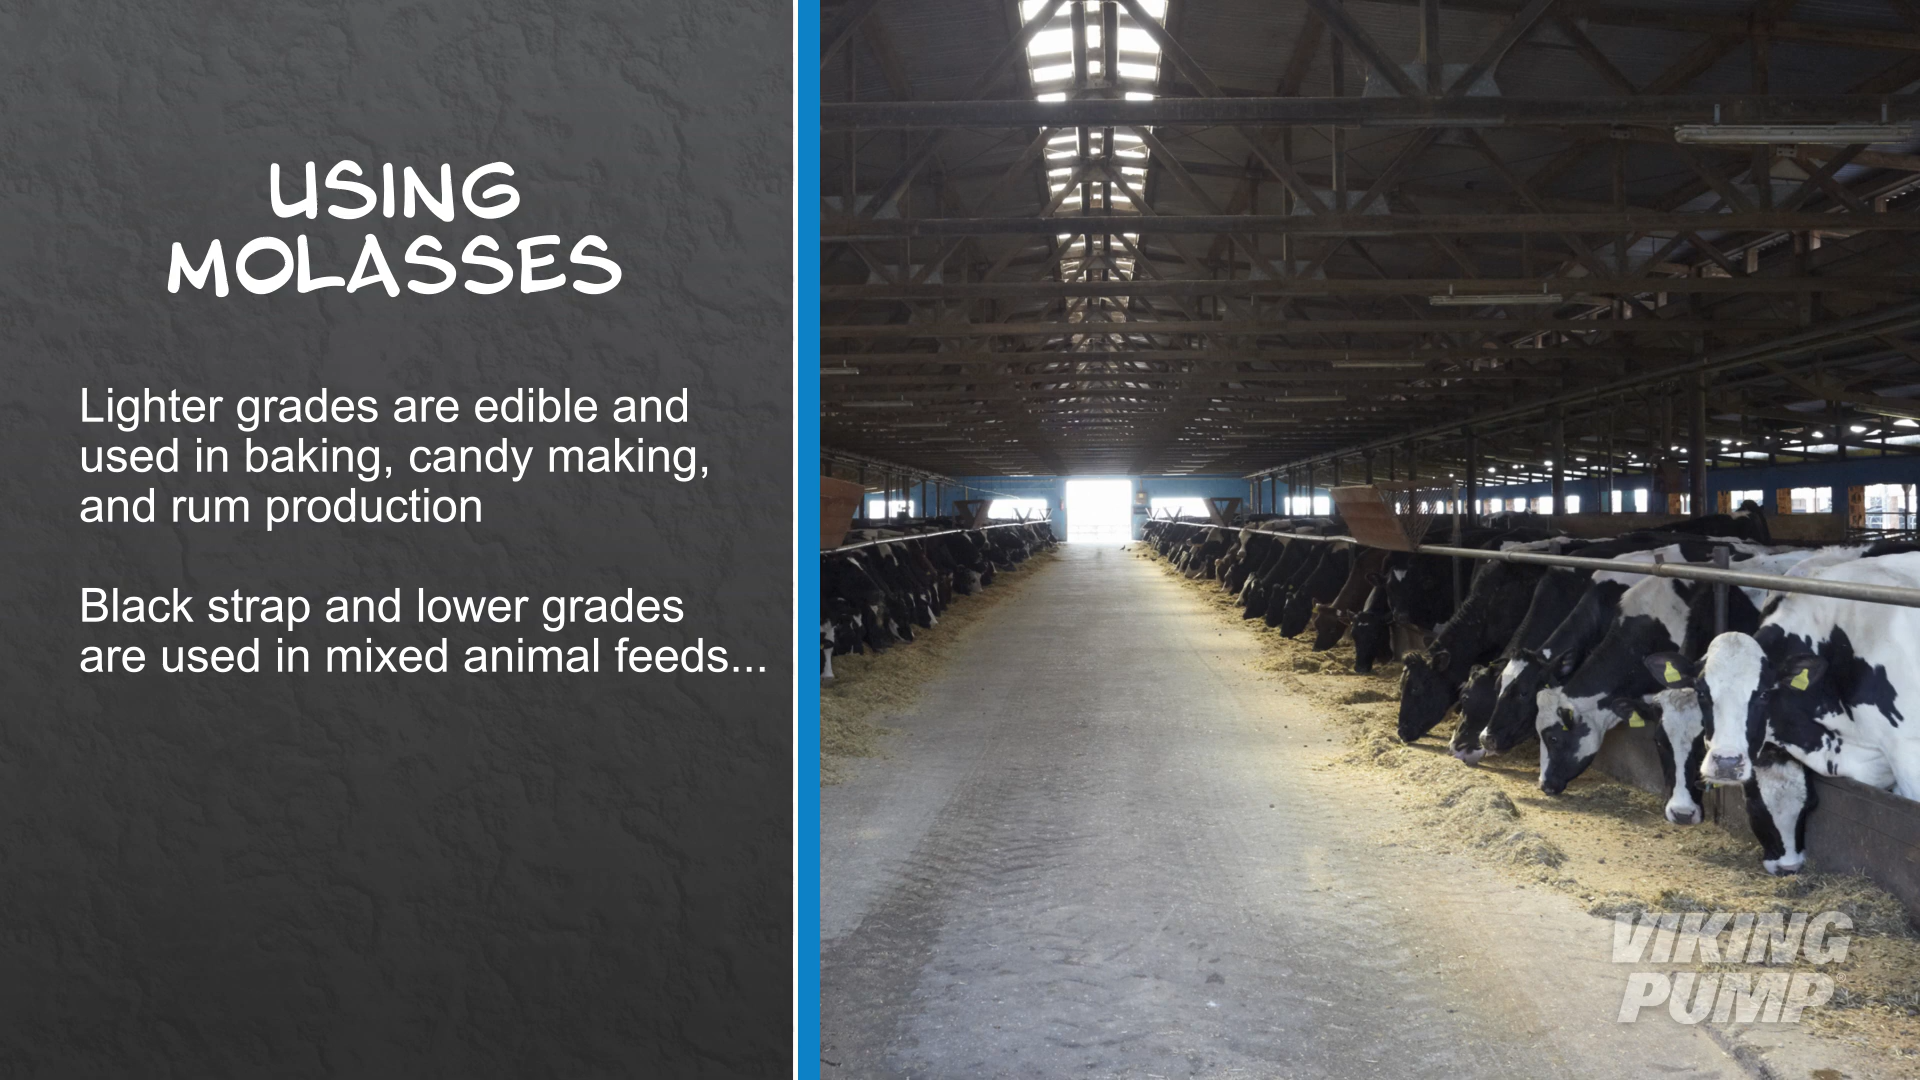 USING
MOLASSES
Lighter grades are edible and
used in baking, candy making,
and rum production
Black strap and lower grades
are used in mixed animal feeds...
VIKING
PUMP